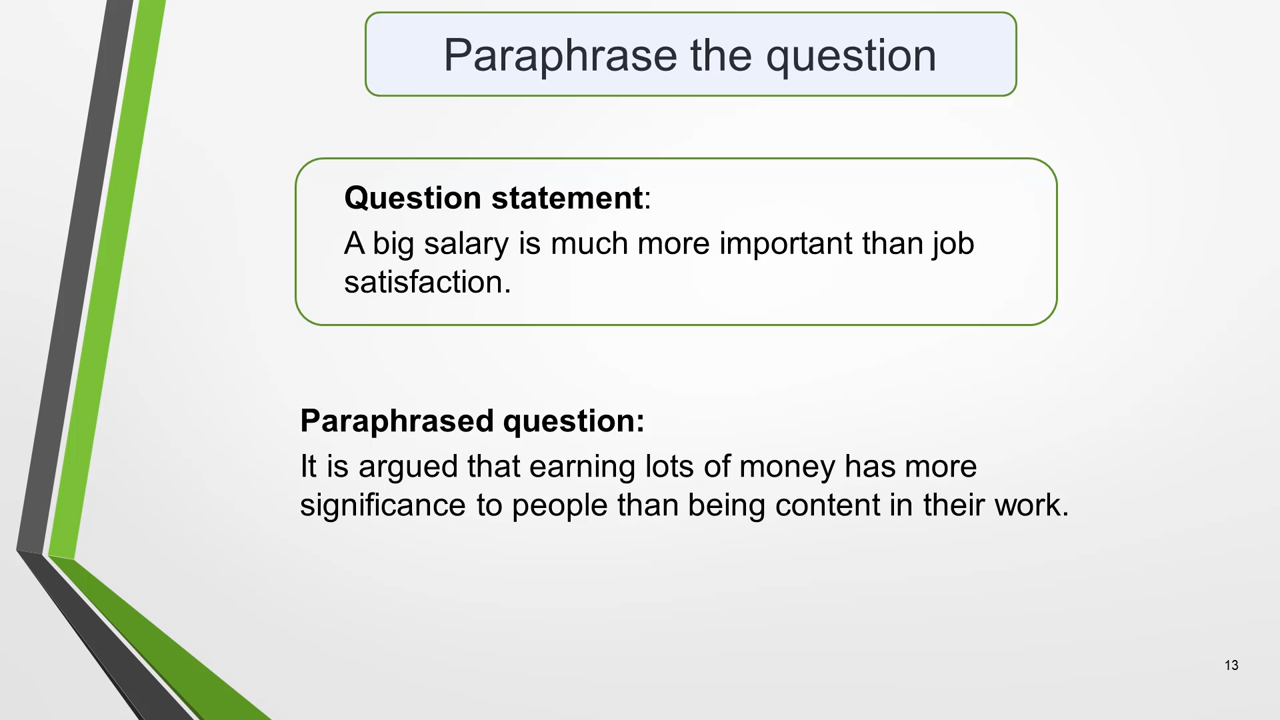 Paraphrase the question
Question statement:
A big salary is much more important than job
satisfaction.
Paraphrased question:
It is argued that earning lots of money has more
significance to people than being content in their work.
13